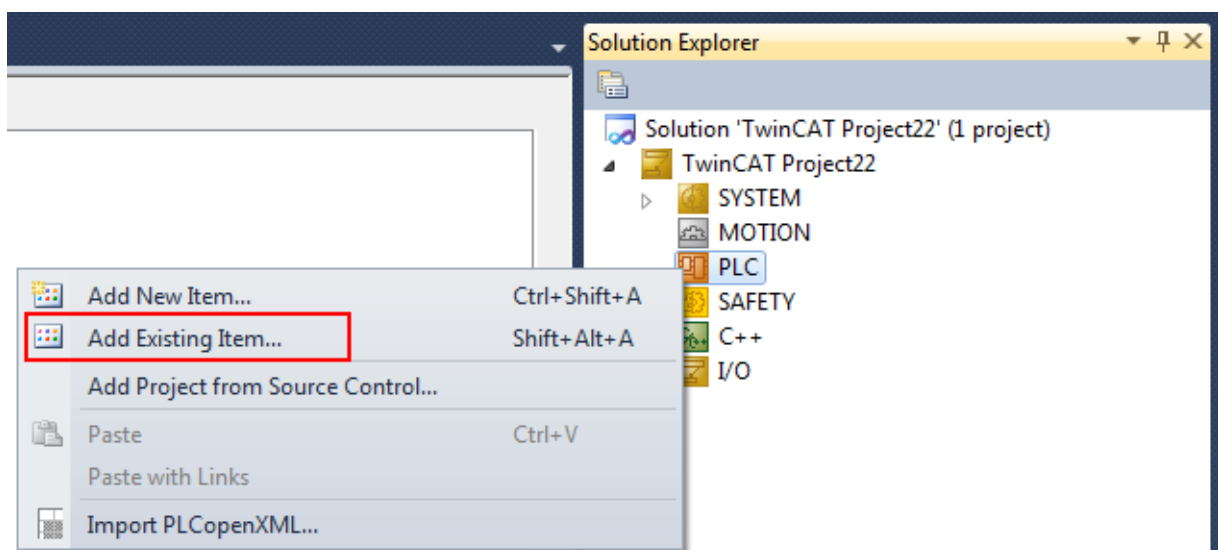 Solution Explorer
Solution 'TwinCAT Project22' (1 project)
TwinCAT Project22
SYSTEM
MOTION
PLC
SAFETY
C++
I/O
Add New Item... Ctrl+Shift+A
Add Existing Item... Shift+Alt+A
Add Project from Source Control...
Paste Ctrl+V
Paste with Links
Import PLCopenXML...